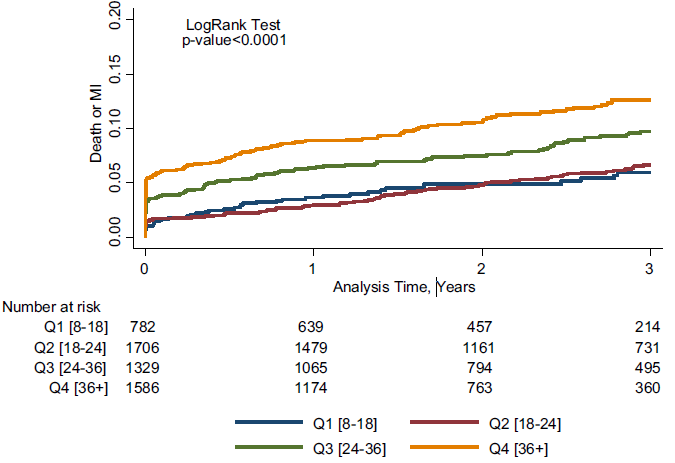 LogRank Test
p-value<0.0001
Death or MI
0.20
0.15
0.10
0.05
0.00
0 1 2 3
Analysis Time, Years
Number at risk
Q1 [8-18] 782 639 457 214
Q2 [18-24] 1706 1479 1161 731
Q3 [24-36] 1329 1065 794 495
Q4 [36+] 1586 1174 763 360
Q1 [8-18] Q2 [18-24]
Q3 [24-36] Q4 [36+]